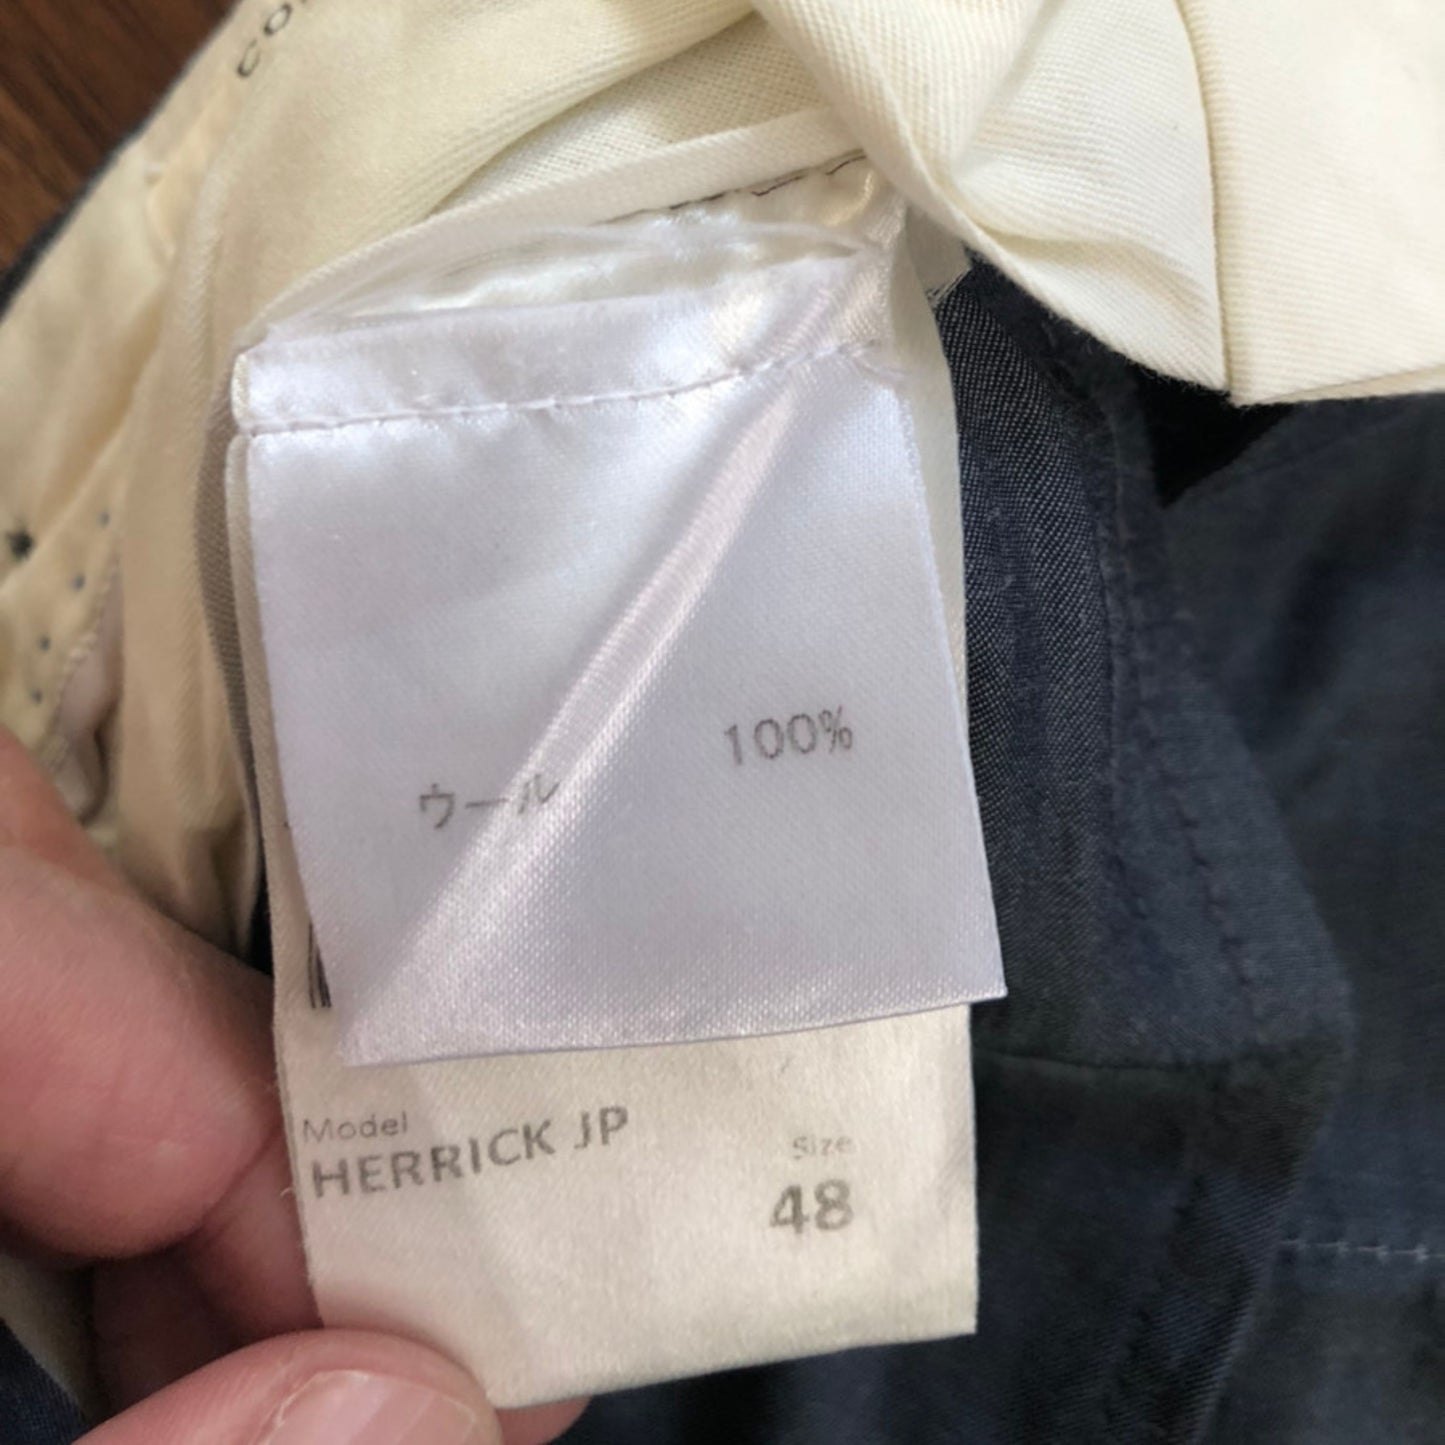 ウール 100%
Model
HERRICK JP
Size
48